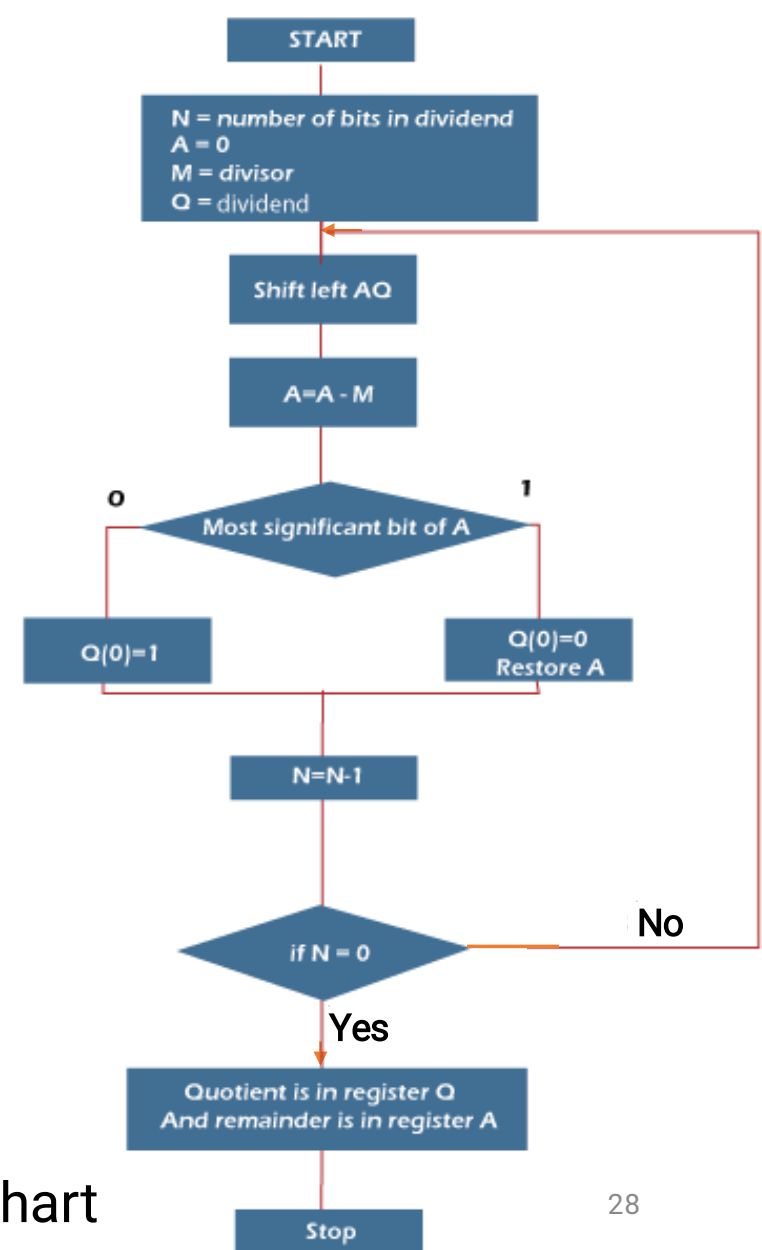 START
N = number of bits in dividend
A = 0
M = divisor
Q = dividend
Shift left AQ
A=A - M
0
1
Most significant bit of A
Q(0)=1
Q(0)=0
Restore A
N=N-1
if N = 0
No
Yes
Quotient is in register Q
And remainder is in register A
hart
28
Stop